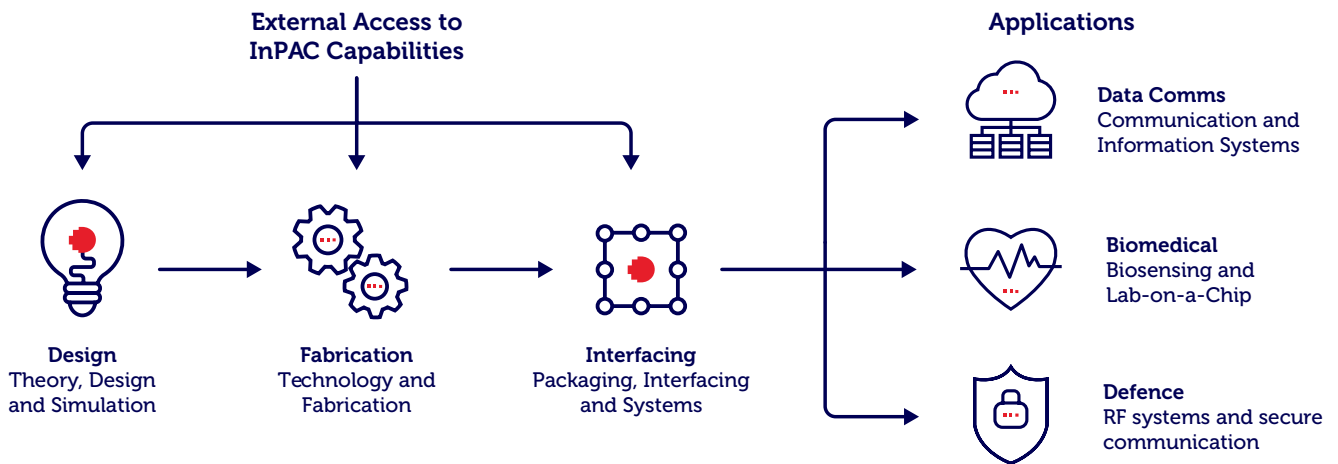 External Access to
InPAC Capabilities
Applications
Data Comms
Communication and
Information Systems
Biomedical
Biosensing and
Lab-on-a-Chip
Defence
RF systems and secure
communication
Design
Theory, Design
and Simulation
Fabrication
Technology and
Fabrication
Interfacing
Packaging, Interfacing
and Systems